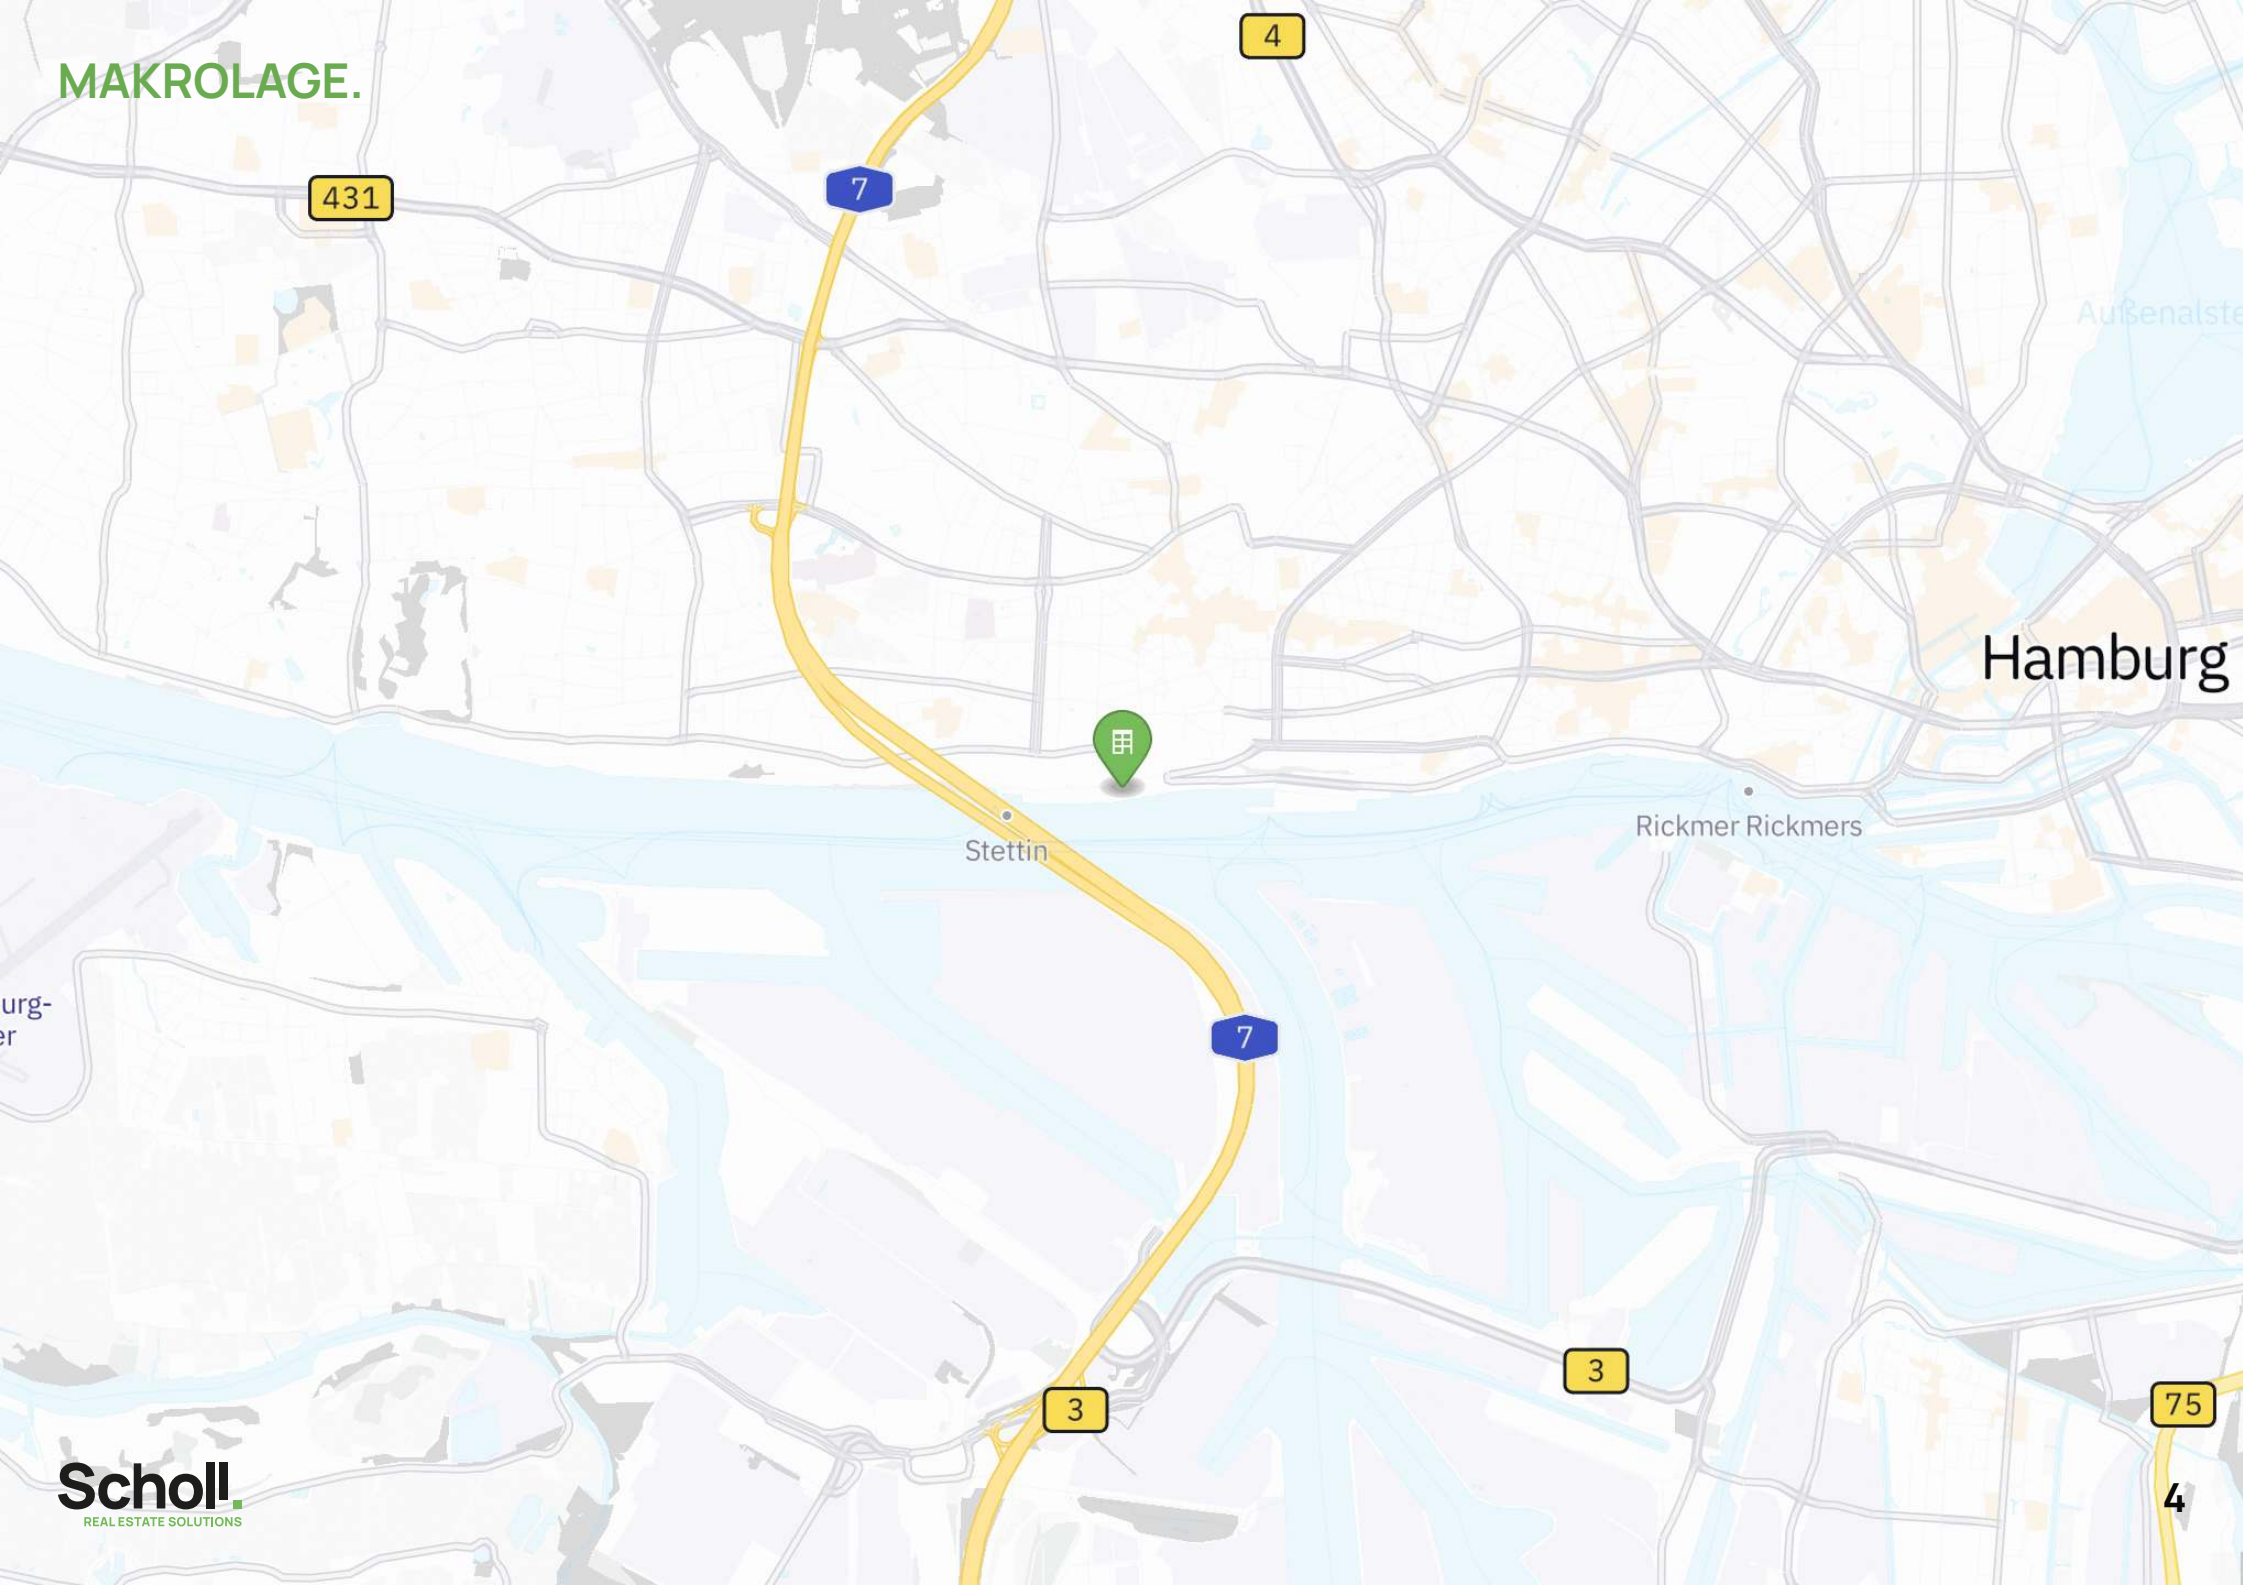 4
MAKROLAGE.
431
7
Außenalste
Hamburg
Rickmer Rickmers
Stettin
urg-
er
7
3
3
75
Scholl.
REAL ESTATE SOLUTIONS
4